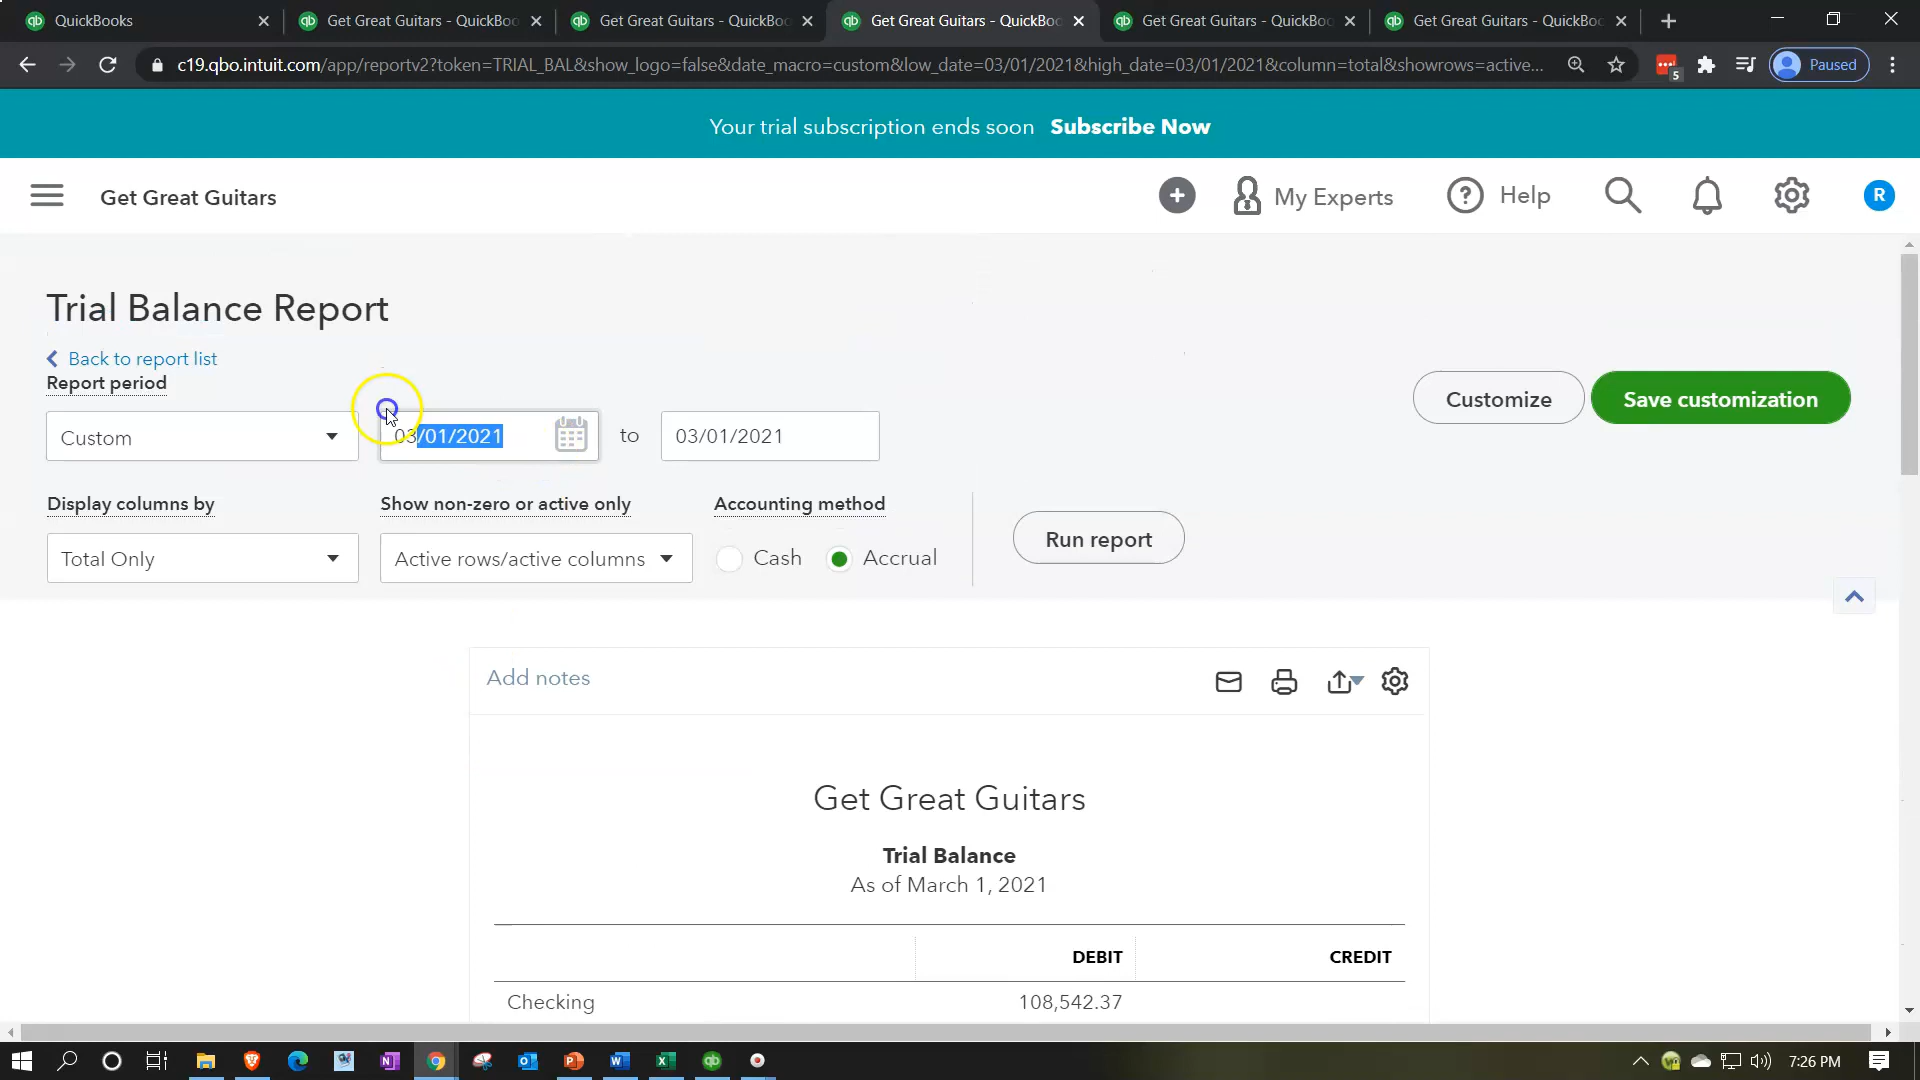 QuickBooks
Get Great Guitars - QuickBoo
Get Great Guitars - QuickBoo
Get Great Guitars - QuickBoo
Get Great Guitars - QuickBoo
Get Great Guitars - QuickBoo
c19.qbo.intuit.com/app/reportv2?token=TRIAL_BAL&show_logo=false&date_macro=custom&low_date=03/01/2021&high_date=03/01/2021&column=total&showrows=active...
5
Paused
Your trial subscription ends soon Subscribe Now
Get Great Guitars
My Experts
Help
R
Trial Balance Report
Back to report list
Report period
Custom
03/01/2021
to
03/01/2021
Customize
Save customization
Display columns by
Show non-zero or active only
Accounting method
Total Only
Active rows/active columns
Cash
Accrual
Run report
Add notes
Get Great Guitars
Trial Balance
As of March 1, 2021
DEBIT
CREDIT
Checking
108,542.37
7:26 PM